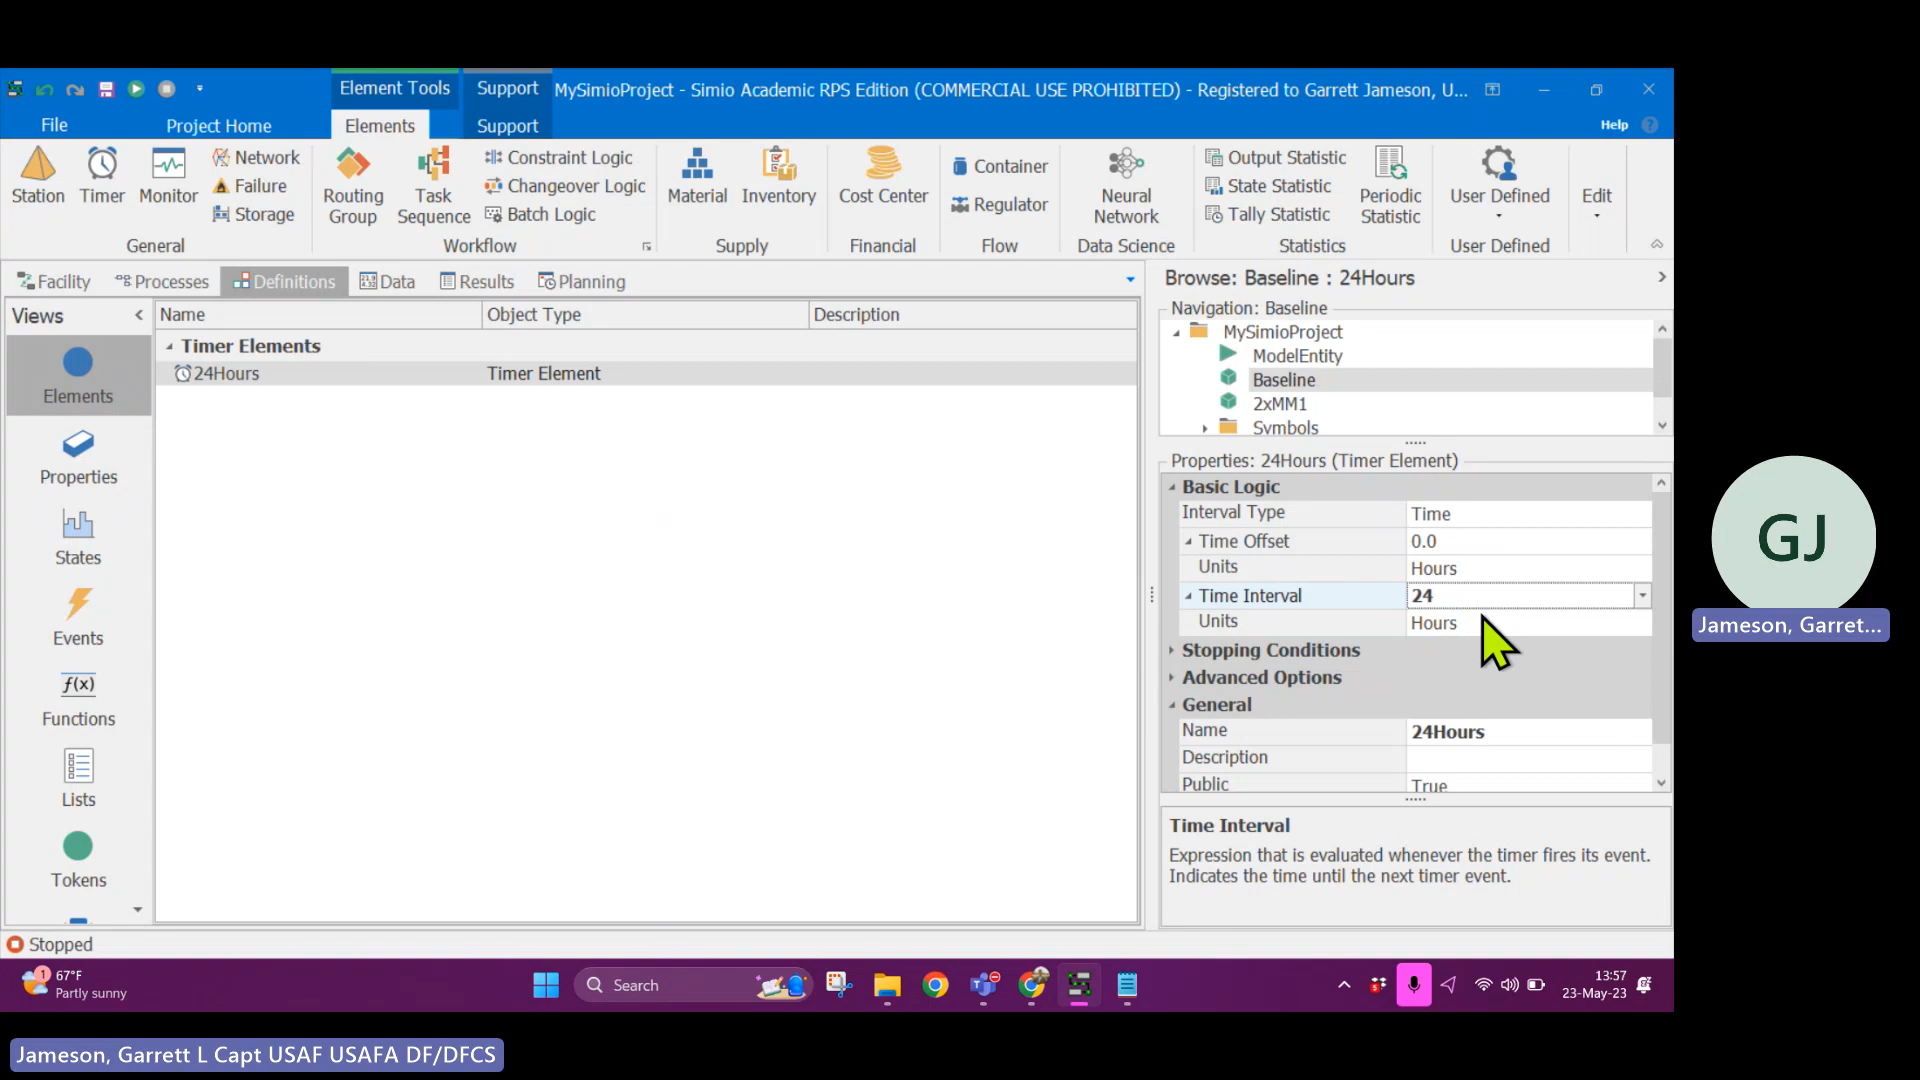 Element Tools
Support
MySimioProject - Simio Academic RPS Edition (COMMERCIAL USE PROHIBITED) - Registered to Garrett Jameson, U...
File
Project Home
Elements
Support
Help
Station
Timer
Monitor
Network
Failure
Storage
General
Routing Group
Task Sequence
Constraint Logic
Changeover Logic
Batch Logic
Workflow
Material
Inventory
Supply
Cost Center
Financial
Container
Regulator
Flow
Neural Network
Data Science
Output Statistic
State Statistic
Tally Statistic
Periodic Statistic
Statistics
User Defined
User Defined
Edit
Facility
Processes
Definitions
Data
Results
Planning
Views
Elements
Properties
States
Events
f(x)
Functions
Lists
Tokens
Name Object Type Description
Timer Elements
24Hours Timer Element
Browse: Baseline : 24Hours
Navigation: Baseline
MySimioProject
ModelEntity
Baseline
2xMM1
Symbols
Properties: 24Hours (Timer Element)
Basic Logic
Interval Type Time
Time Offset 0.0
Units Hours
Time Interval 24
Units Hours
Stopping Conditions
Advanced Options
General
Name 24Hours
Description
Public True
Time Interval
Expression that is evaluated whenever the timer fires its event.
Indicates the time until the next timer event.
Stopped
1
67°F
Partly sunny
Search
13:57
23-May-23
GJ
Jameson, Garret...
Jameson, Garrett L Capt USAF USAFA DF/DFCS